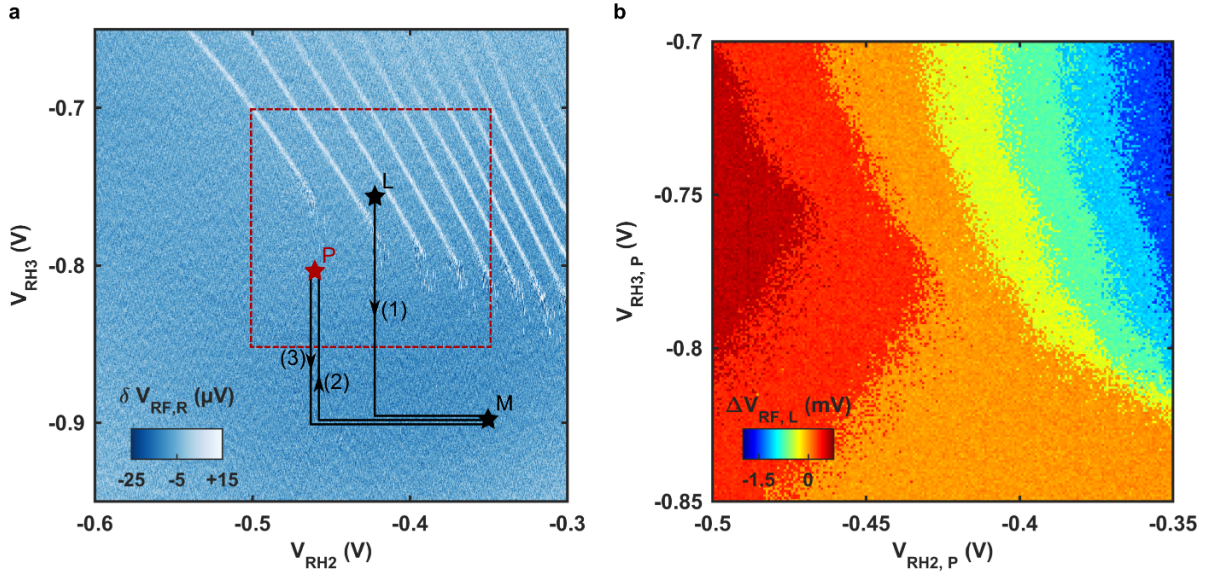 a
b
-0.7
-0.8
-0.9
V_RH3 (V)
L
P
(1)
(3)
(2)
M
δ V_RF,R (µV)
-25 -5 +15
-0.6 -0.5 -0.4 -0.3
V_RH2 (V)
-0.7
-0.75
-0.8
-0.85
V_RH3, P (V)
ΔV_RF, L (mV)
-1.5 0
-0.5 -0.45 -0.4 -0.35
V_RH2, P (V)